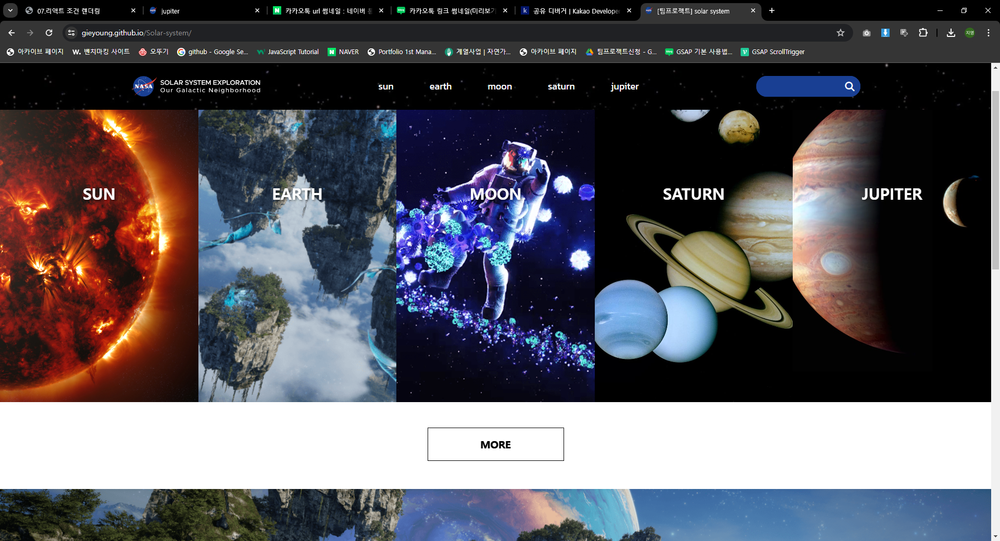 07.리액트 조건 렌더링
jupiter
카카오톡 url 썸네일 : 네이버
카카오톡 링크 썸네일(미리보기
공유 디버거 | Kakao Developer
[팀프로젝트] solar system
gieyoung.github.io/Solar-system/
지영
아카이브 페이지
벤치마킹 사이트
오뚜기
github - Google Se...
JavaScript Tutorial
NAVER
Portfolio 1st Mana...
계열사업 | 자연가...
아카이브 페이지
팀프로젝트신청 - G...
GSAP 기본 사용법...
GSAP ScrollTrigger
NASA
SOLAR SYSTEM EXPLORATION
Our Galactic Neighborhood
sun
earth
moon
saturn
jupiter
SUN
EARTH
MOON
SATURN
JUPITER
MORE